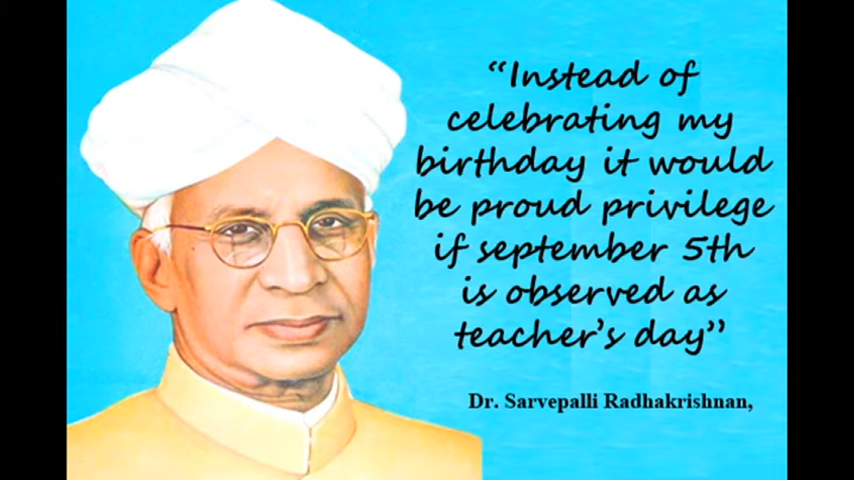 “Instead of
celebrating my
birthday it would
be proud privilege
if september 5th
is observed as
teacher’s day”
Dr. Sarvepalli Radhakrishnan,